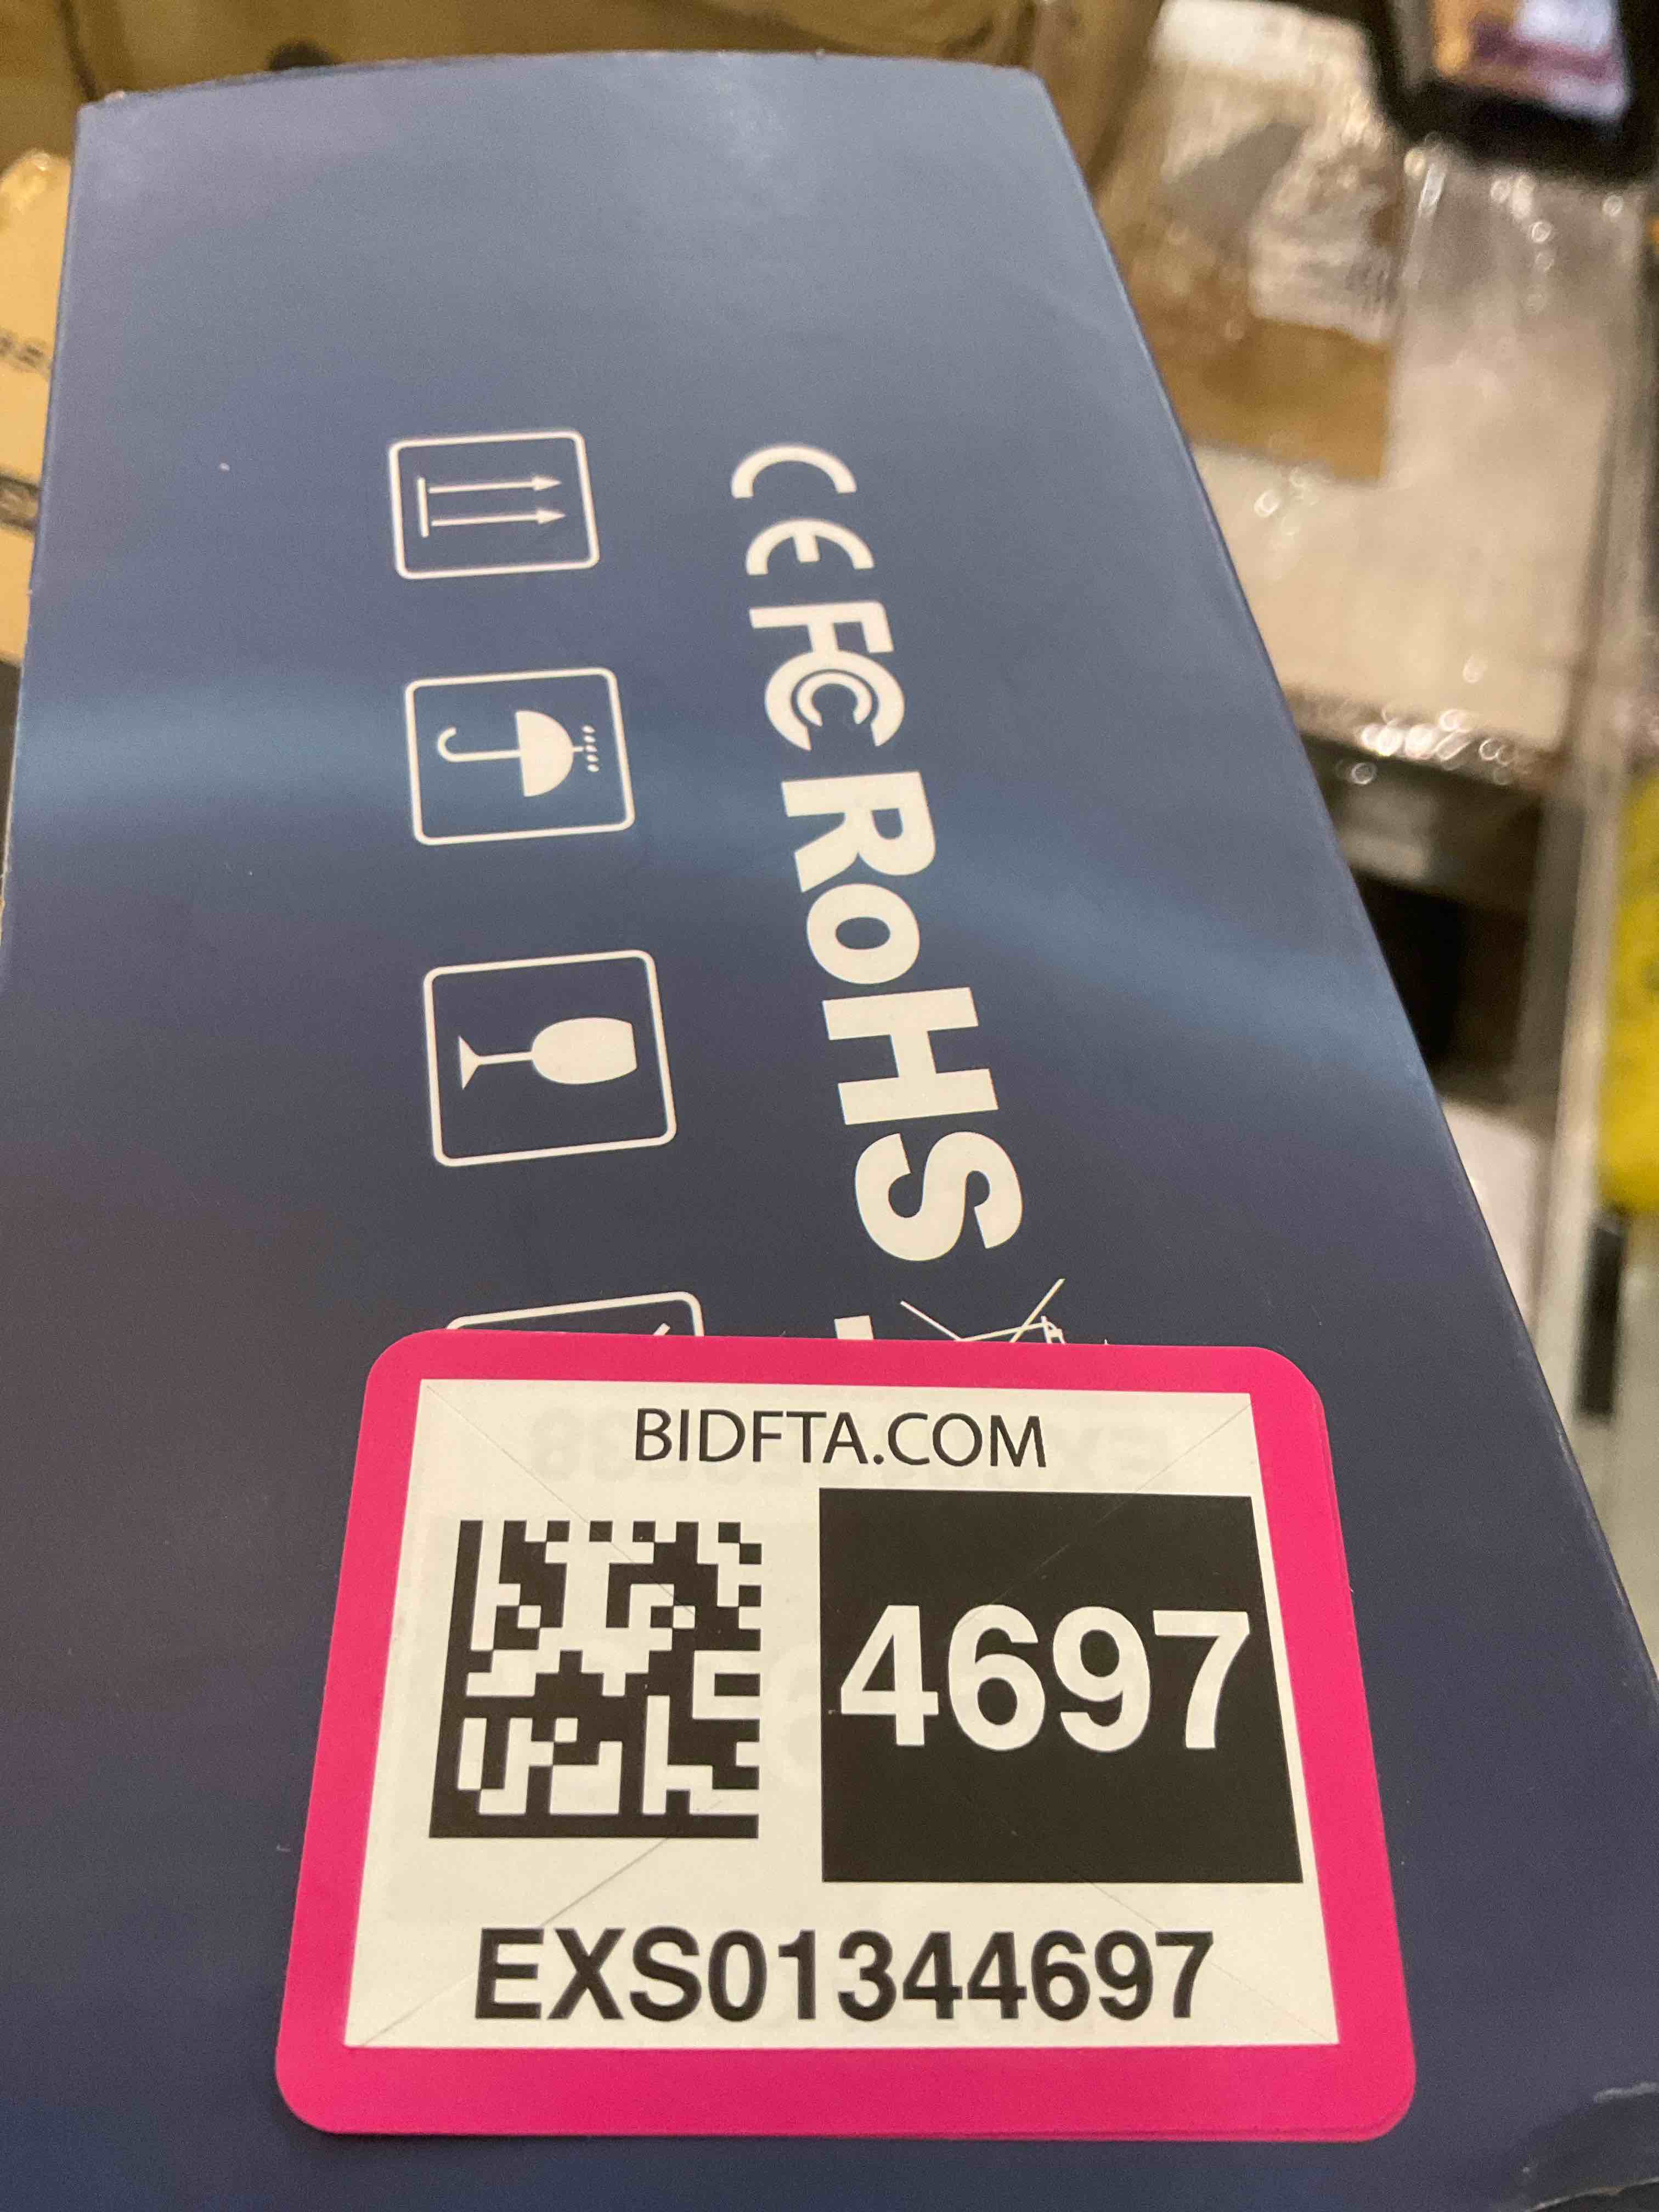 CE FC RoHS
BIDFTA.COM
4697
EXS01344697